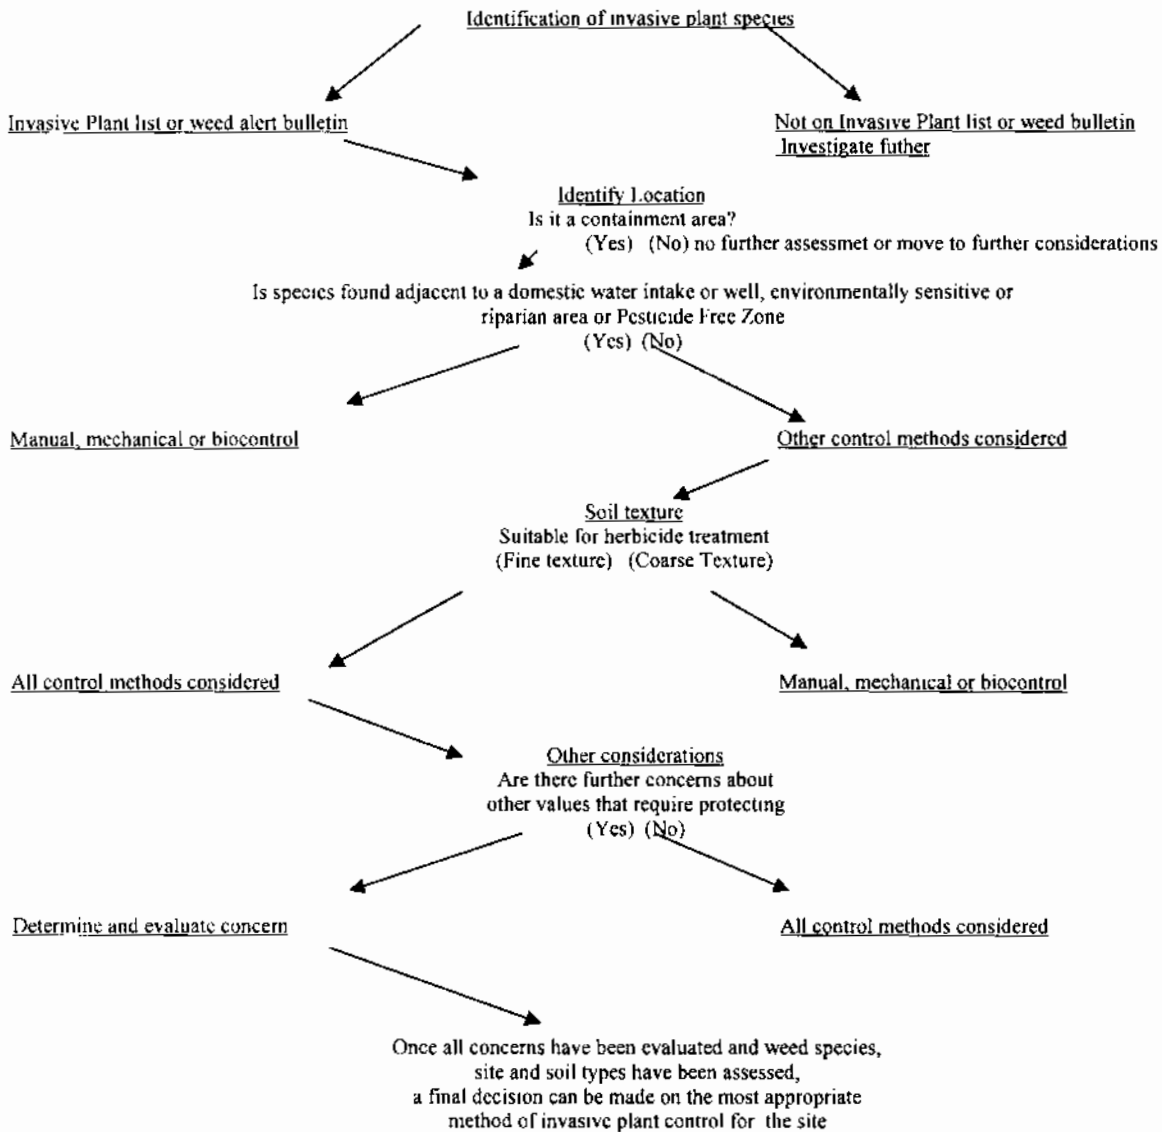 Identification of invasive plant species
Invasive Plant list or weed alert bulletin
Not on Invasive Plant list or weed bulletin
Investigate futher
Identify Location
Is it a containment area?
(Yes) (No) no further assessmet or move to further considerations
Is species found adjacent to a domestic water intake or well, environmentally sensitive or
riparian area or Pesticide Free Zone
(Yes) (No)
Manual, mechanical or biocontrol
Other control methods considered
Soil texture
Suitable for herbicide treatment
(Fine texture) (Coarse Texture)
All control methods considered
Manual, mechanical or biocontrol
Other considerations
Are there further concerns about
other values that require protecting
(Yes) (No)
Determine and evaluate concern
All control methods considered
Once all concerns have been evaluated and weed species,
site and soil types have been assessed,
a final decision can be made on the most appropriate
method of invasive plant control for the site